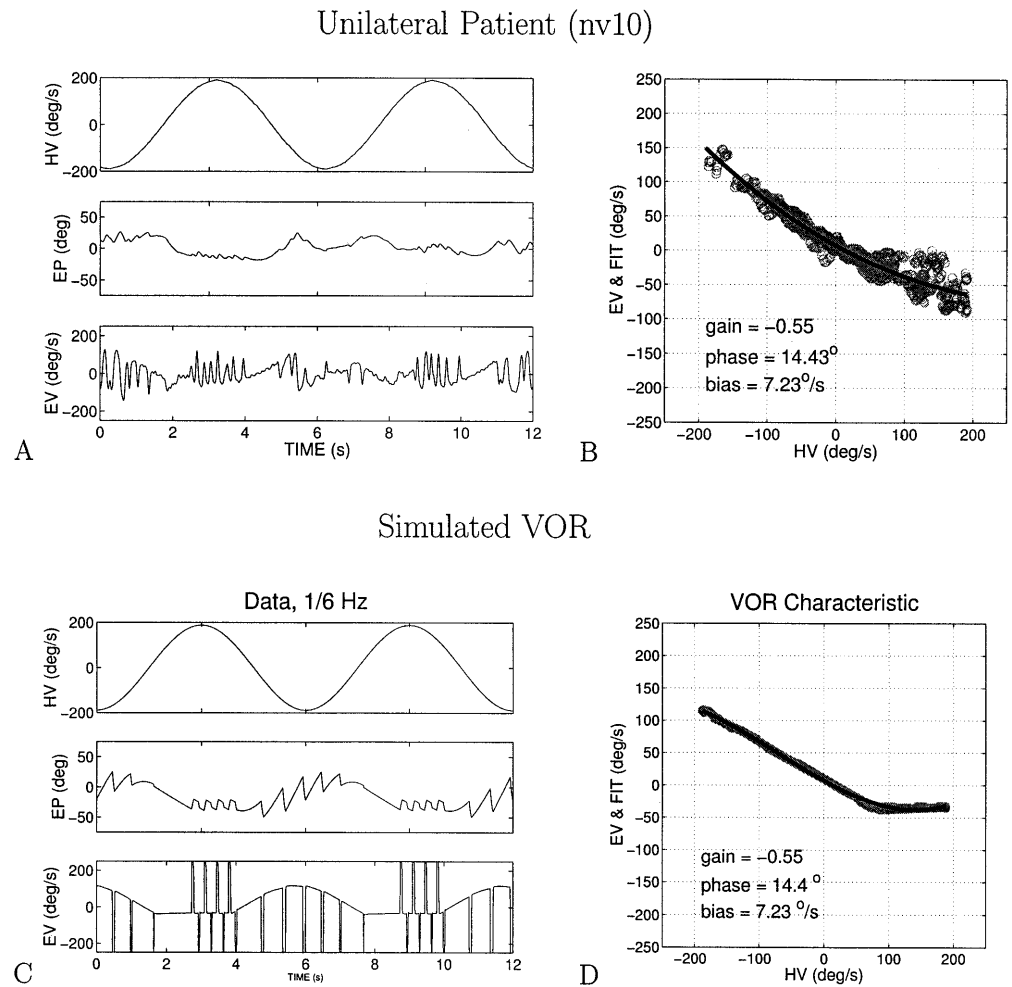 Unilateral Patient (nv10)
HV (deg/s)
200
0
−200
EP (deg)
50
0
−50
EV (deg/s)
200
0
−200
0 2 4 6 8 10 12
TIME (s)
A
EV & FIT (deg/s)
250
200
150
100
50
0
−50
−100
−150
−200
−250
gain = −0.55
phase = 14.43°
bias = 7.23°/s
−200 −100 0 100 200
HV (deg/s)
B
Simulated VOR
Data, 1/6 Hz
HV (deg/s)
200
0
−200
EP (deg)
50
0
−50
EV (deg/s)
200
0
−200
0 2 4 6 8 10 12
TIME (s)
C
VOR Characteristic
EV & FIT (deg/s)
250
200
150
100
50
0
−50
−100
−150
−200
−250
gain = −0.55
phase = 14.4 °
bias = 7.23 °/s
−200 −100 0 100 200
HV (deg/s)
D